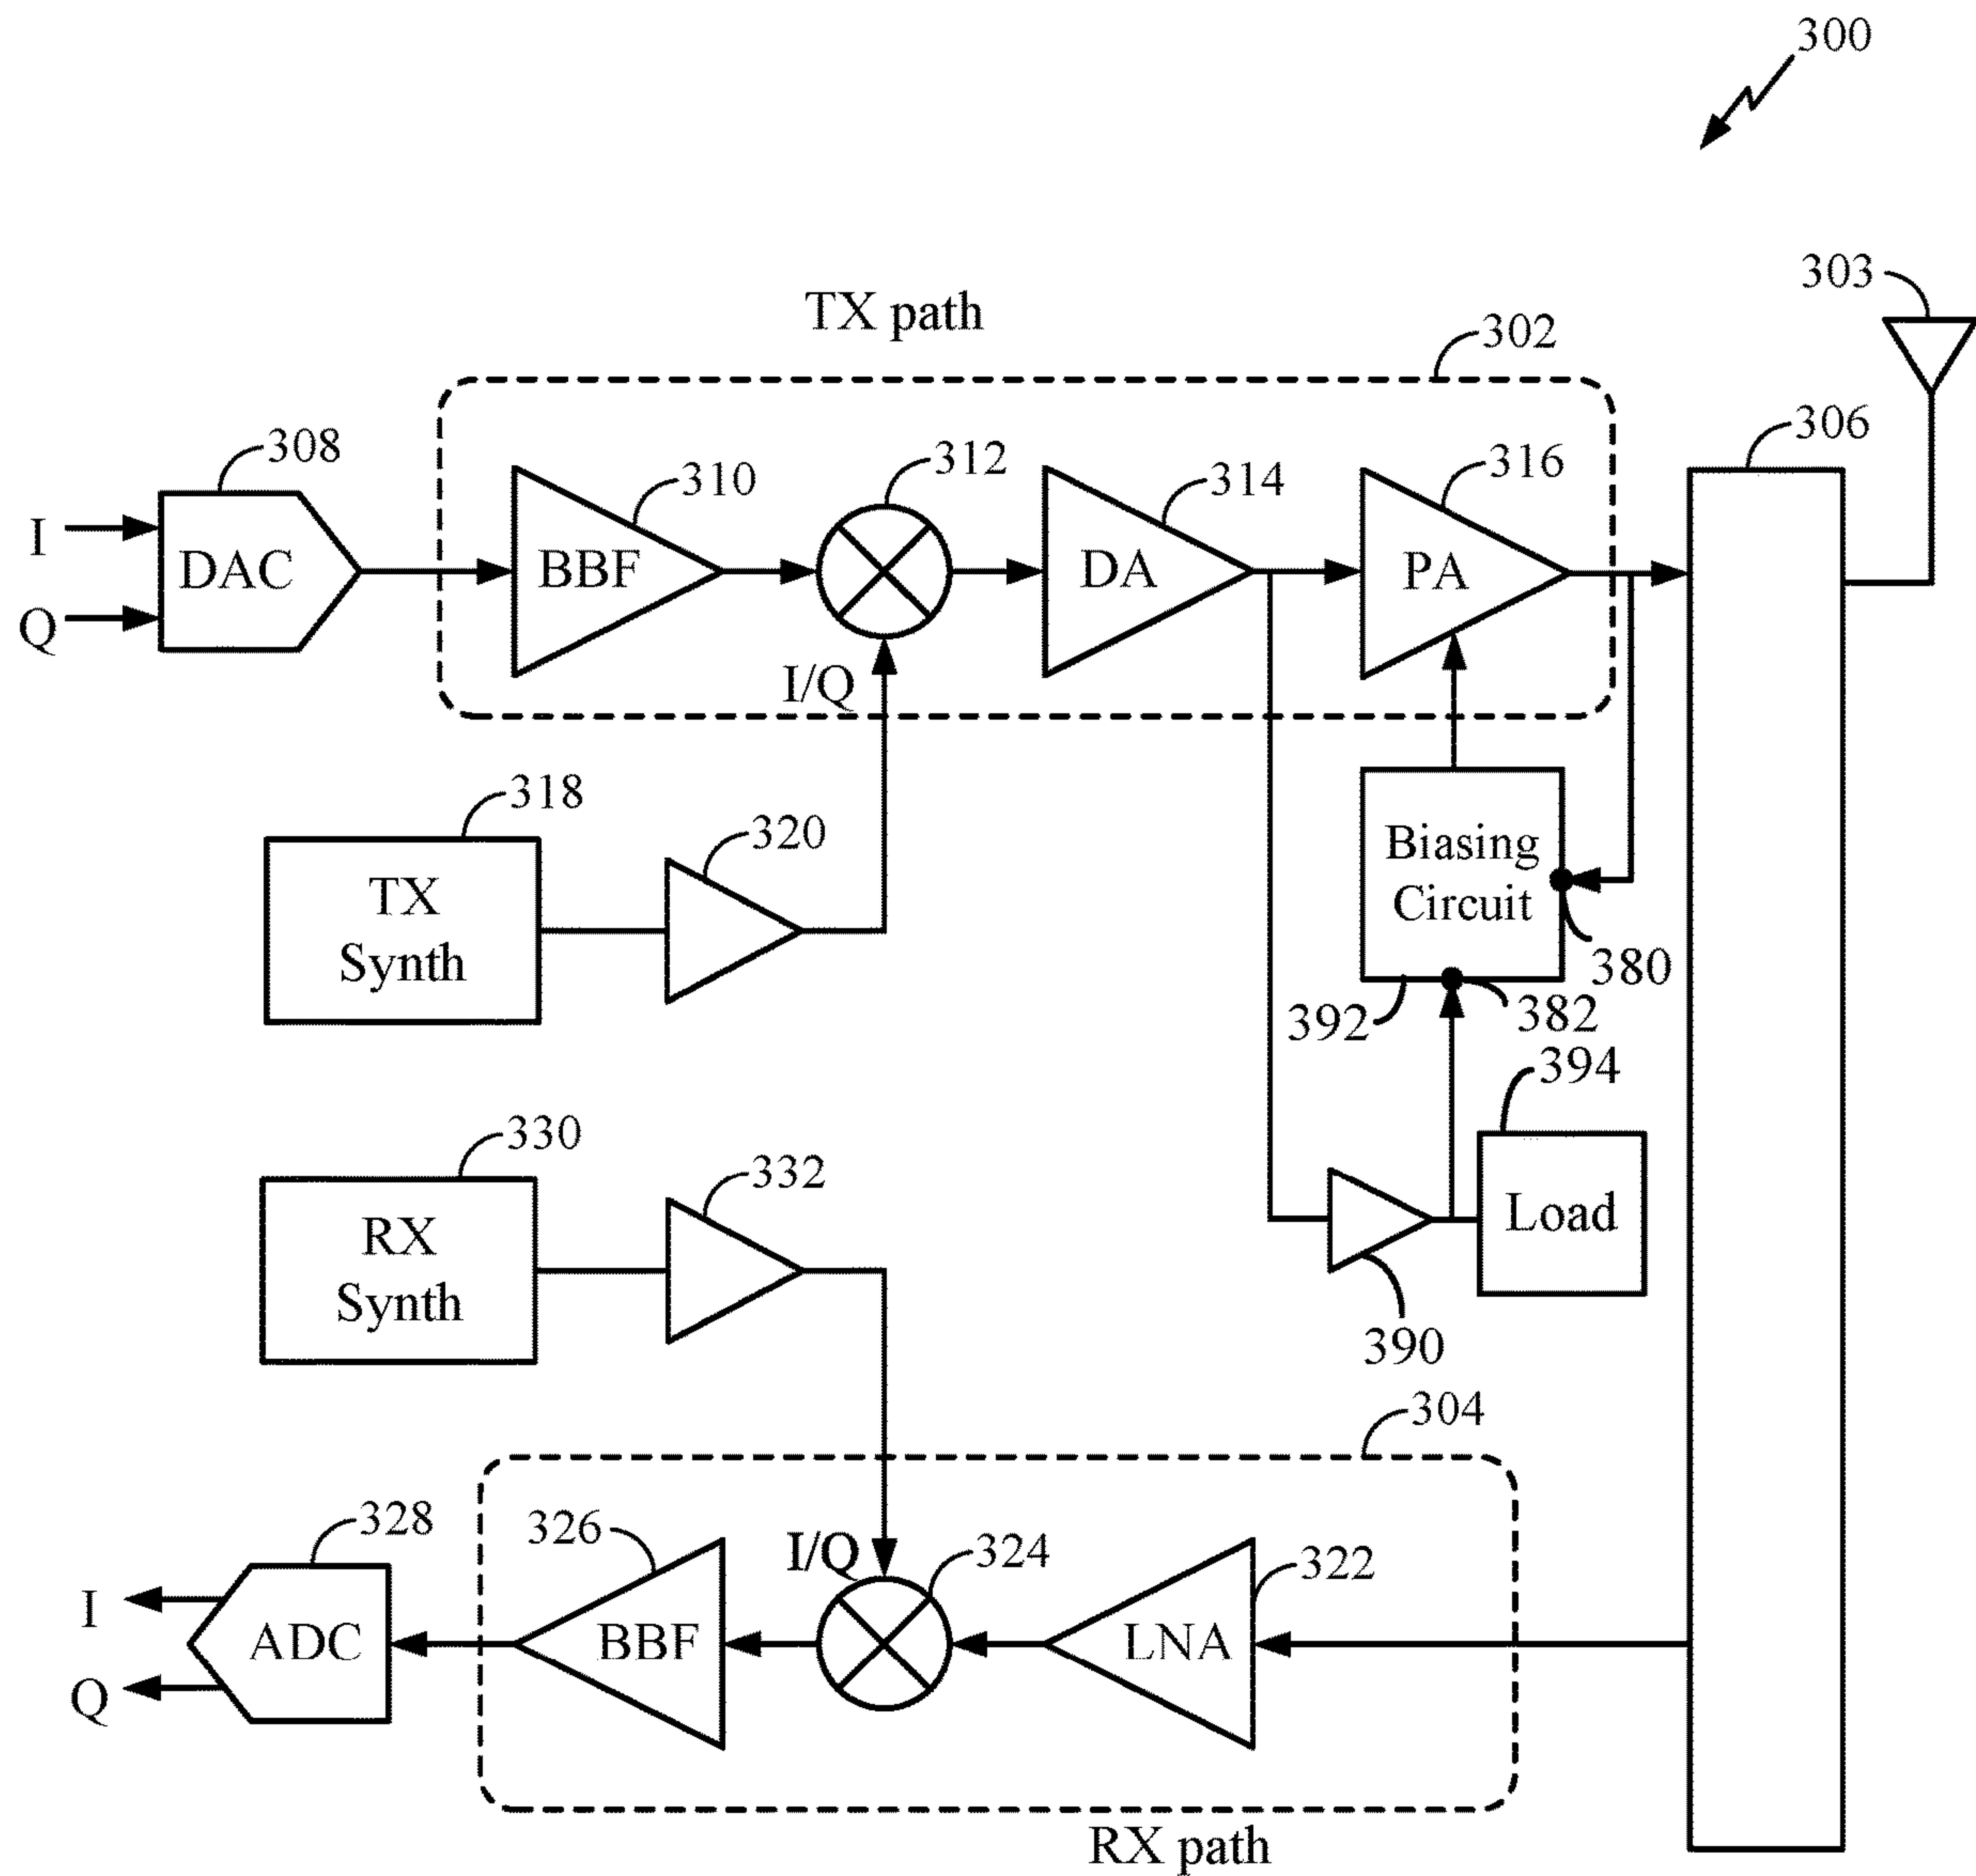 300
303
TX path
302
306
308
310
312
314
316
I
DAC
BBF
DA
PA
Q
I/Q
318
320
TX
Synth
Biasing
Circuit
380
392
382
394
330
332
RX
Synth
Load
390
304
328
326
I/Q
324
322
I
ADC
BBF
LNA
Q
RX path